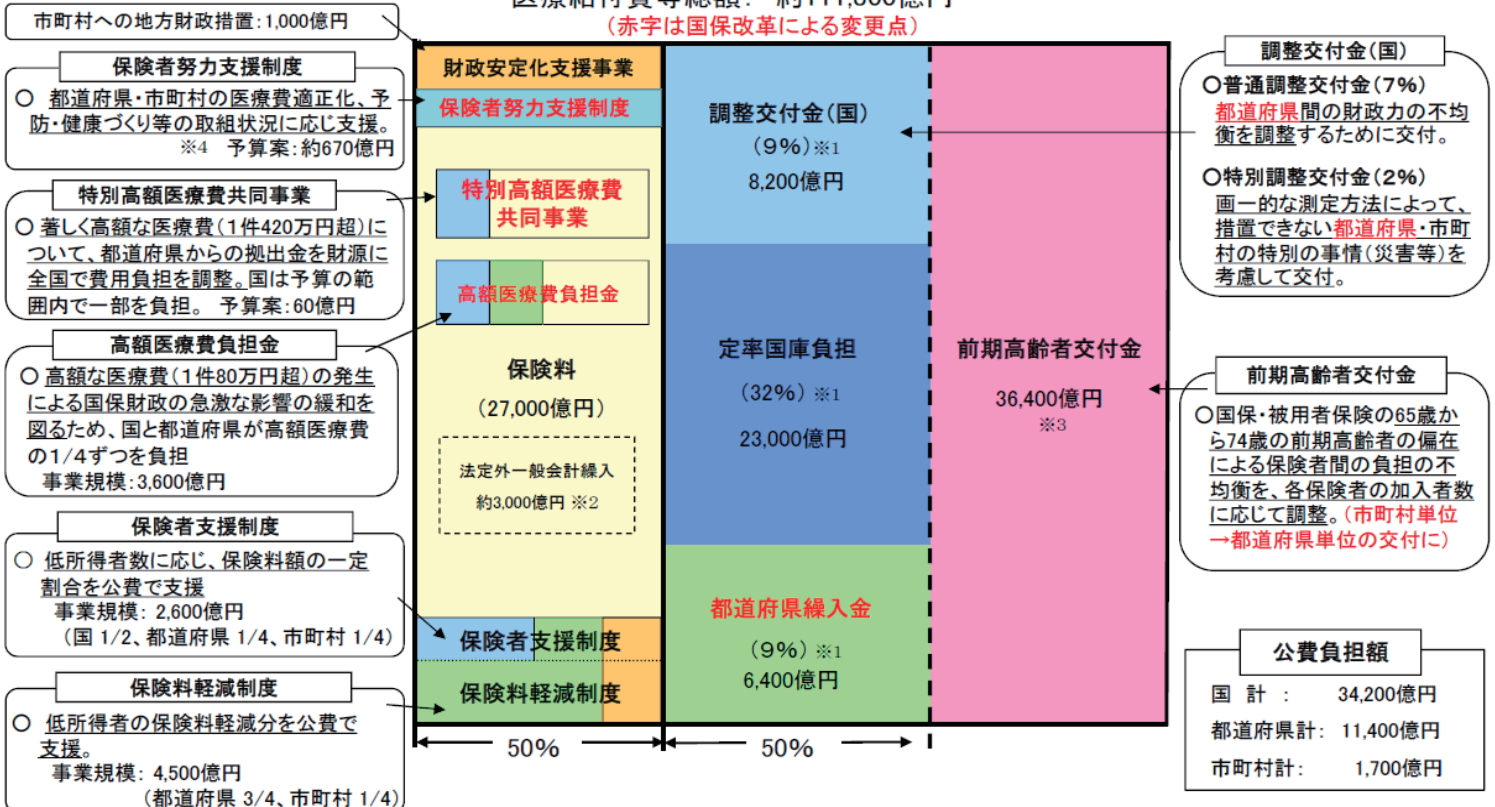 (赤字は国保改革による変更点)
市町村への地方財政措置:1,000億円
保険者努力支援制度
○ 都道府県・市町村の医療費適正化、予
防・健康づくり等の取組状況に応じ支援。
※4 予算案:約670億円
特別高額医療費共同事業
○ 著しく高額な医療費(1件420万円超)に
ついて、都道府県からの拠出金を財源に
全国で費用負担を調整。国は予算の範
囲内で一部を負担。 予算案:60億円
高額医療費負担金
○ 高額な医療費(1件80万円超)の発生
による国保財政の急激な影響の緩和を
図るため、国と都道府県が高額医療費
の1/4ずつを負担
事業規模:3,600億円
保険者支援制度
○ 低所得者数に応じ、保険料額の一定
割合を公費で支援
事業規模: 2,600億円
(国 1/2、都道府県 1/4、市町村 1/4)
保険料軽減制度
○ 低所得者の保険料軽減分を公費で
支援。
事業規模: 4,500億円
(都道府県 3/4、市町村 1/4)
財政安定化支援事業
保険者努力支援制度
特別高額医療費
共同事業
高額医療費負担金
保険料
(27,000億円)
法定外一般会計繰入
約3,000億円 ※2
保険者支援制度
保険料軽減制度
50%
調整交付金(国)
(9%)※1
8,200億円
定率国庫負担
(32%)※1
23,000億円
都道府県繰入金
(9%)※1
6,400億円
50%
前期高齢者交付金
36,400億円
※3
調整交付金(国)
○普通調整交付金(7%)
都道府県間の財政力の不均
衡を調整するために交付。
○特別調整交付金(2%)
画一的な測定方法によって、
措置できない都道府県・市町
村の特別の事情(災害等)を
考慮して交付。
前期高齢者交付金
○国保・被用者保険の65歳か
ら74歳の前期高齢者の偏在
による保険者間の負担の不
均衡を、各保険者の加入者数
に応じて調整。(市町村単位
→都道府県単位の交付に)
公費負担額
国 計 : 34,200億円
都道府県計: 11,400億円
市町村計: 1,700億円